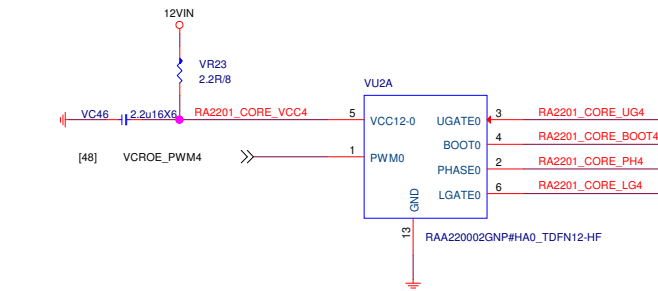 12VIN
VR23
2.2R/8
VU2A
VC46
2.2u16X6
RA2201_CORE_VCC4
5
VCC12-0
UGATE0
3
RA2201_CORE_UG4
BOOT0
4
RA2201_CORE_BOOT4
[48]
VCROE_PWM4
1
PWM0
PHASE0
2
RA2201_CORE_PH4
LGATE0
6
RA2201_CORE_LG4
GND
13
RAA220002GNP#HA0_TDFN12-HF